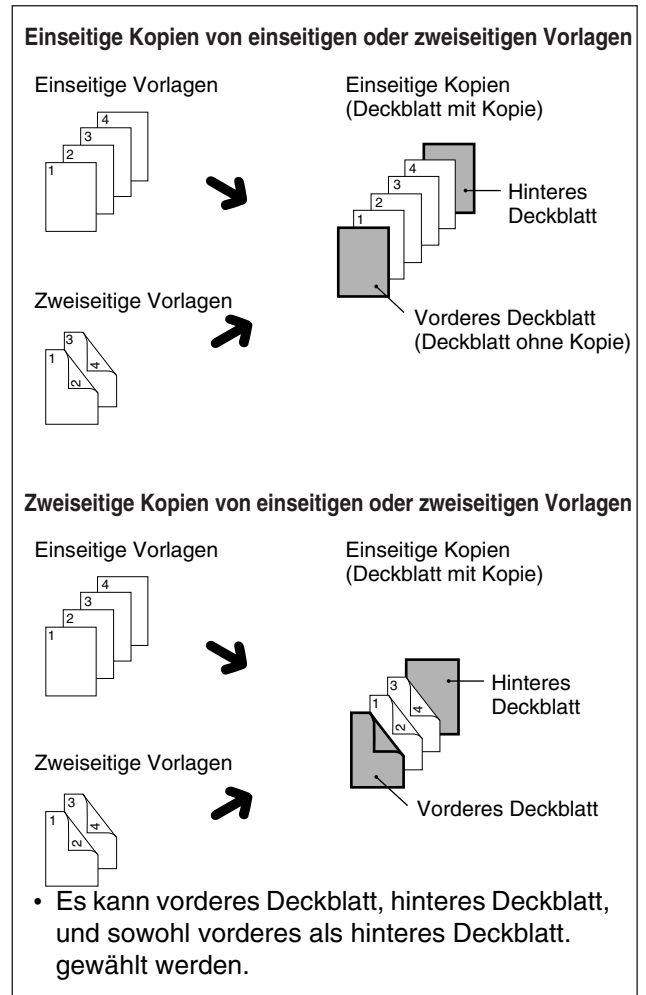 Einseitige Kopien von einseitigen oder zweiseitigen Vorlagen
Einseitige Vorlagen
1
2
3
4
Einseitige Kopien
(Deckblatt mit Kopie)
1
2
3
4
Hinteres
Deckblatt
Vorderes Deckblatt
(Deckblatt ohne Kopie)
Zweiseitige Vorlagen
1
2
3
4
Zweiseitige Kopien von einseitigen oder zweiseitigen Vorlagen
Einseitige Vorlagen
1
2
3
4
Einseitige Kopien
(Deckblatt mit Kopie)
1
2
3
4
Hinteres
Deckblatt
Vorderes Deckblatt
Zweiseitige Vorlagen
1
2
3
4
• Es kann vorderes Deckblatt, hinteres Deckblatt,
und sowohl vorderes als hinteres Deckblatt.
gewählt werden.